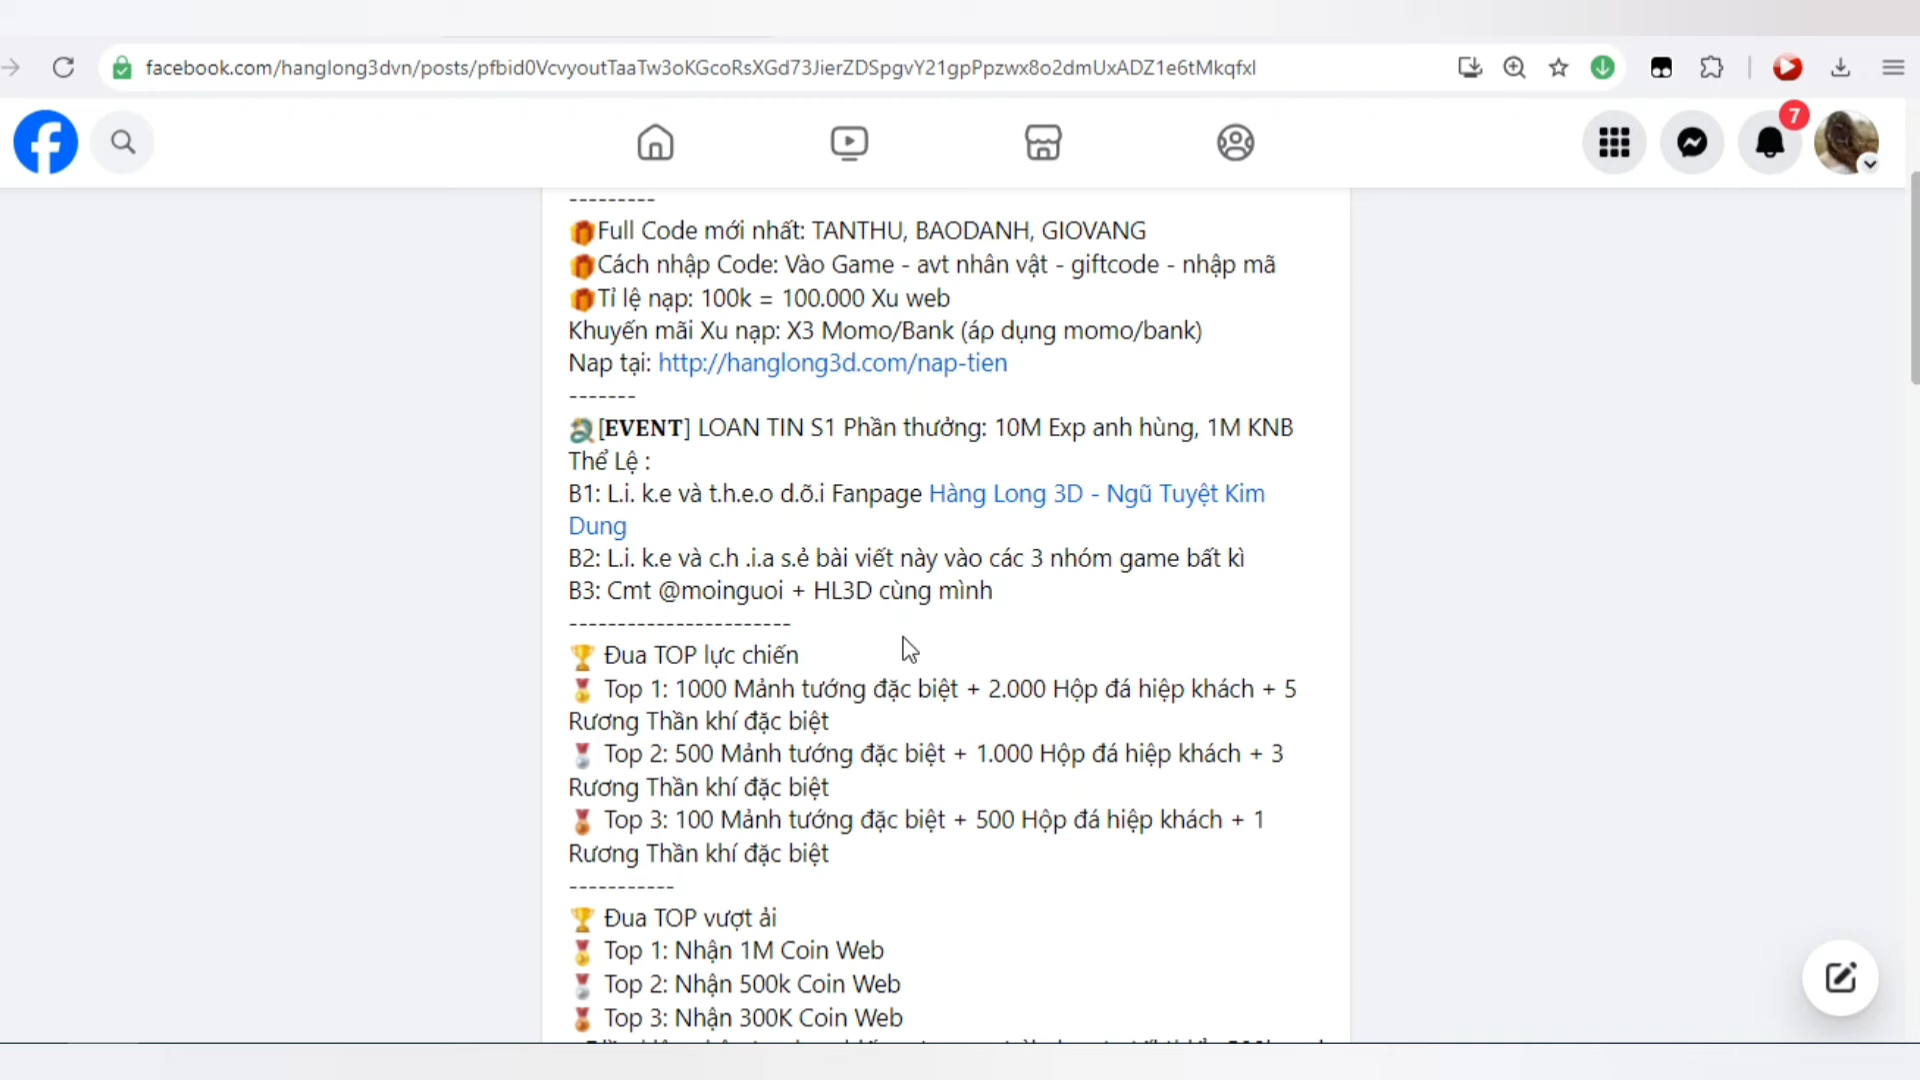 facebook.com/hanglong3dvn/posts/pfbid0VcvyoutTaaTw3oKGcoRsXGd73JierZDSpgvY21gpPpzwx8o2dmUxADZ1e6tMkqfxl
7
---------
Full Code mới nhất: TANTHU, BAODANH, GIOVANG
Cách nhập Code: Vào Game - avt nhân vật - giftcode - nhập mã
Tỉ lệ nạp: 100k = 100.000 Xu web
Khuyến mãi Xu nạp: X3 Momo/Bank (áp dụng momo/bank)
Nap tại: http://hanglong3d.com/nap-tien
-------
[EVENT] LOAN TIN S1 Phần thưởng: 10M Exp anh hùng, 1M KNB
Thể Lệ :
B1: L.i. k.e và t.h.e.o d.õ.i Fanpage Hàng Long 3D - Ngũ Tuyệt Kim
Dung
B2: L.i. k.e và c.h .i.a s.ẻ bài viết này vào các 3 nhóm game bất kì
B3: Cmt @moinguoi + HL3D cùng mình
-----------------------
Đua TOP lực chiến
Top 1: 1000 Mảnh tướng đặc biệt + 2.000 Hộp đá hiệp khách + 5
Rương Thần khí đặc biệt
Top 2: 500 Mảnh tướng đặc biệt + 1.000 Hộp đá hiệp khách + 3
Rương Thần khí đặc biệt
Top 3: 100 Mảnh tướng đặc biệt + 500 Hộp đá hiệp khách + 1
Rương Thần khí đặc biệt
-----------
Đua TOP vượt ải
Top 1: Nhận 1M Coin Web
Top 2: Nhận 500k Coin Web
Top 3: Nhận 300K Coin Web